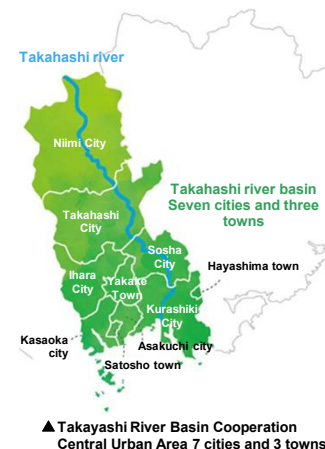 Takahashi river
Niimi City
Takahashi river basin
Seven cities and three
towns
Takahashi
City
Sosha
City
Hayashima town
Ihara
City
Yakake
Town
Kurashiki
City
Kasaoka
city
Asakuchi city
Satosho town
▲Takayashi River Basin Cooperation
Central Urban Area 7 cities and 3 towns